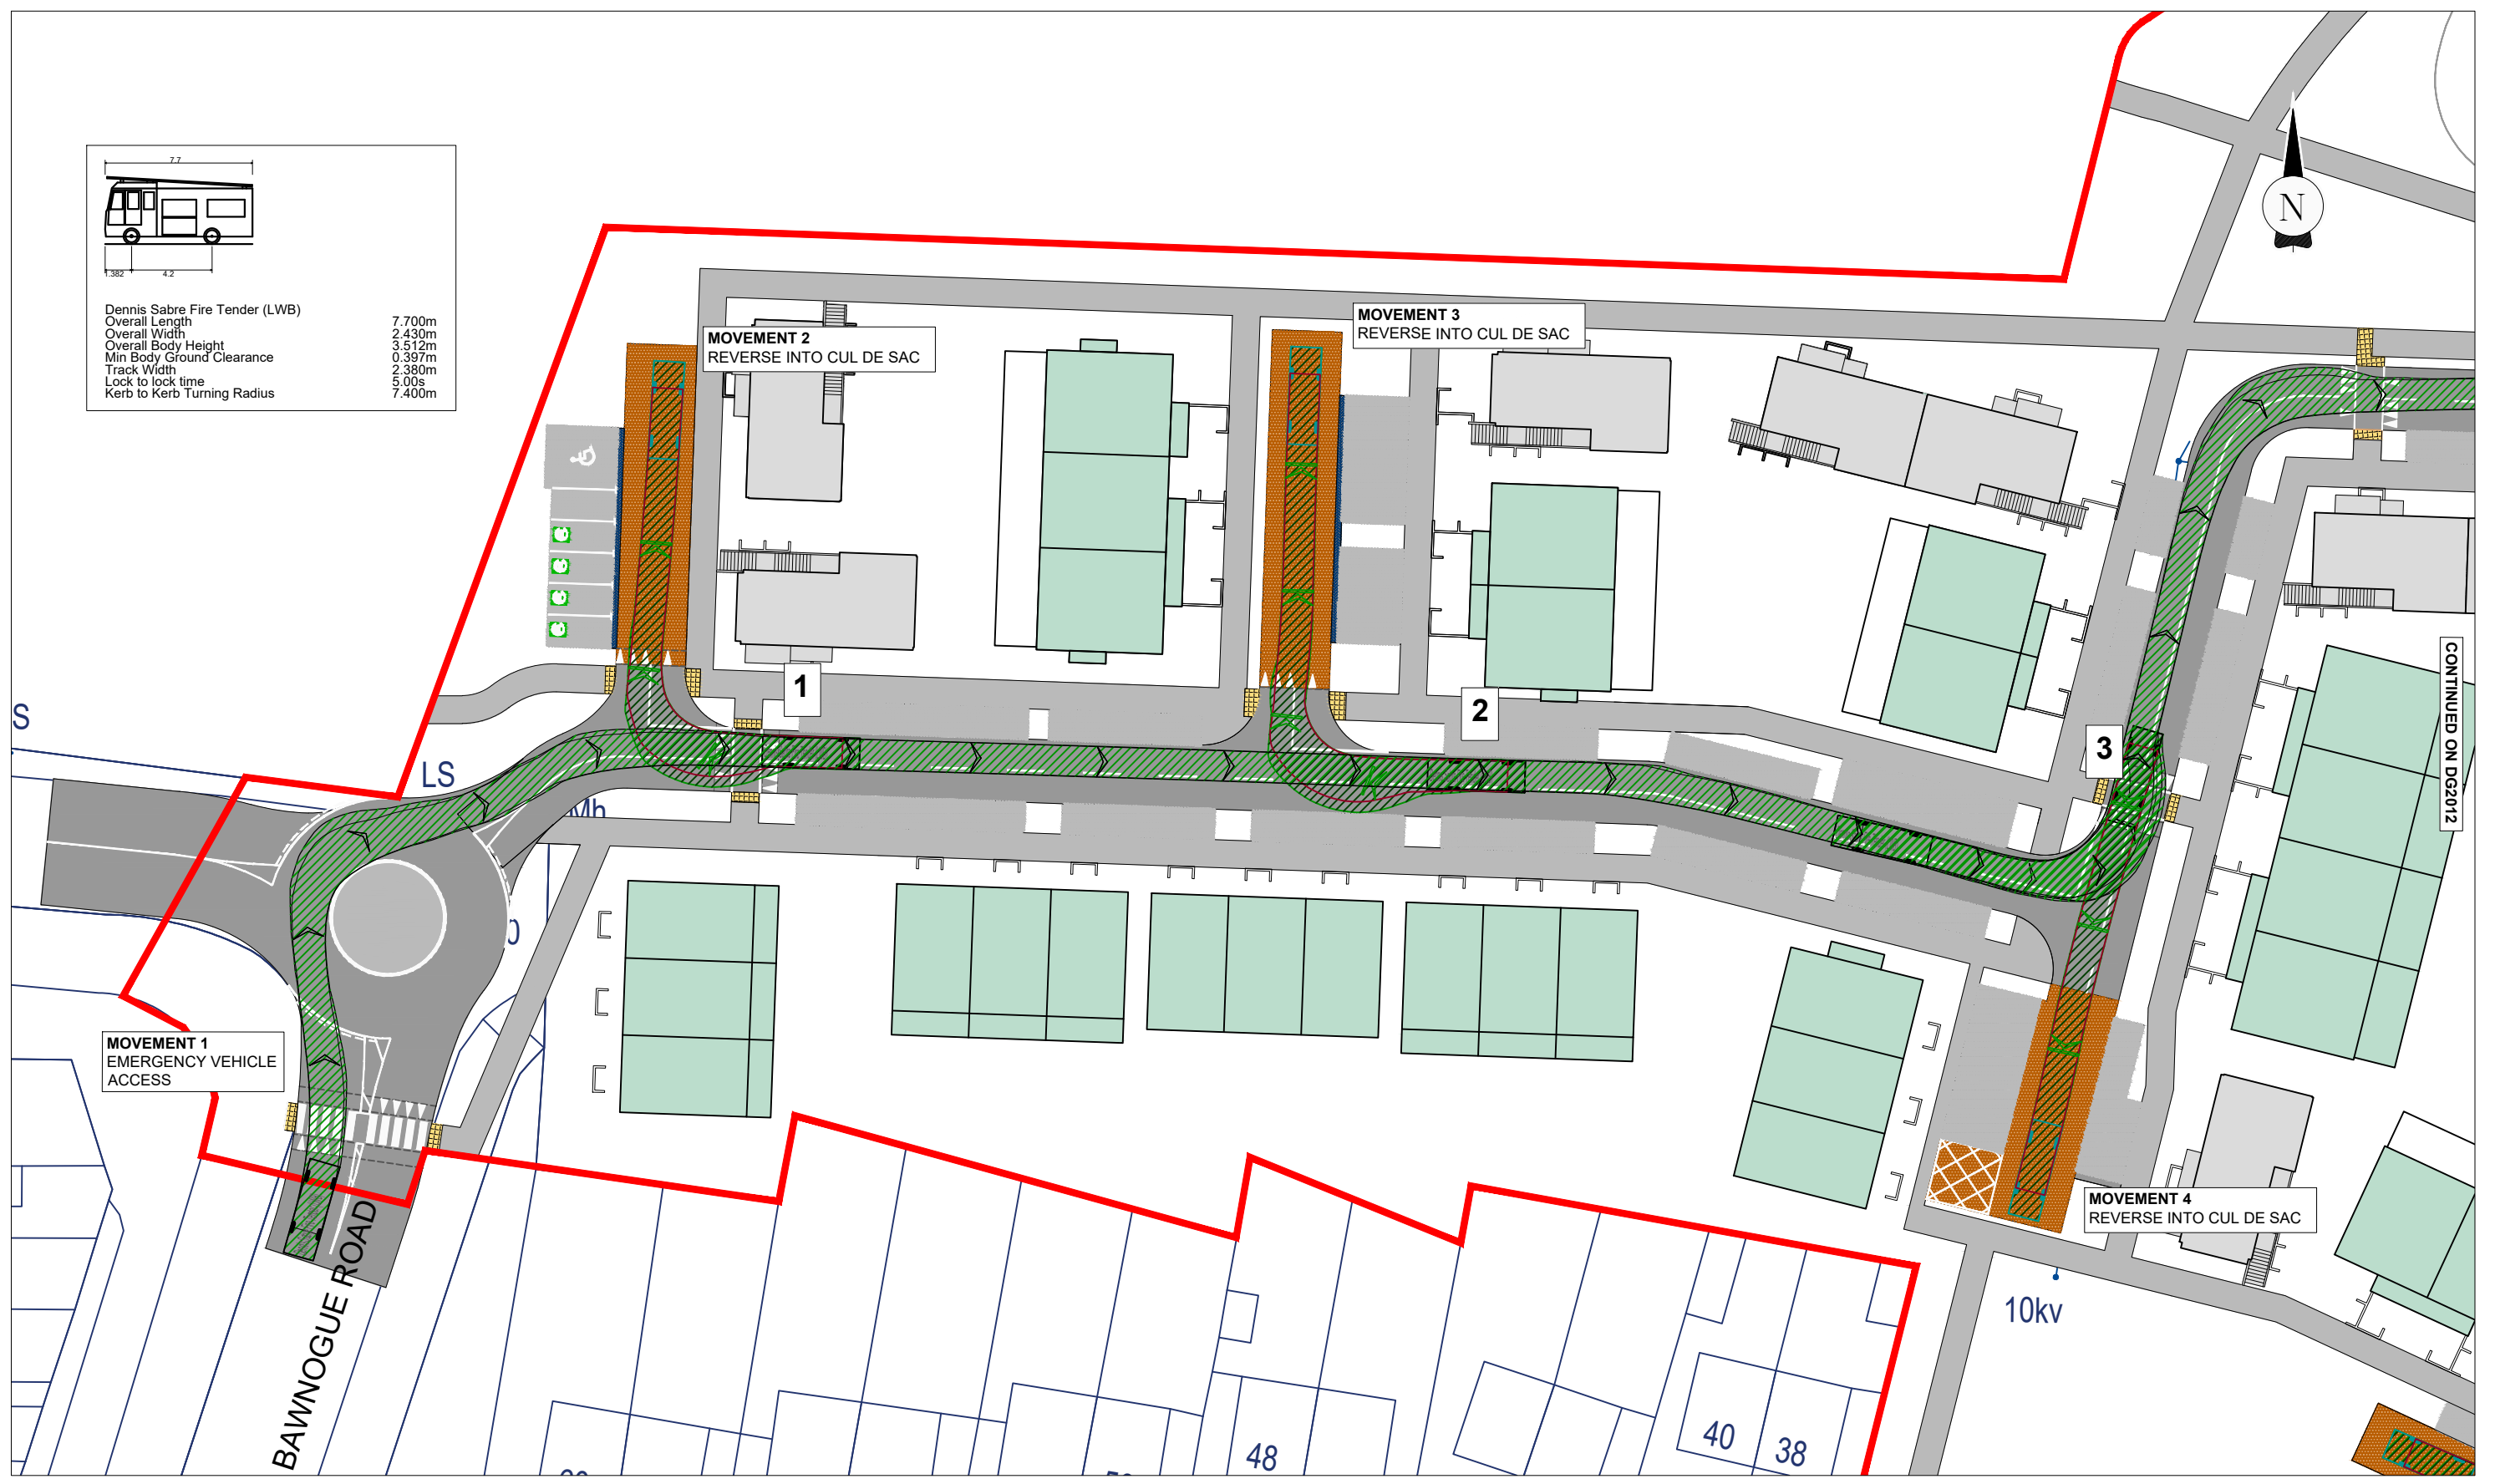 7.7
1.382
4.2
Dennis Sabre Fire Tender (LWB)
Overall Length 7.700m
Overall Width 2.430m
Overall Body Height 3.512m
Min Body Ground Clearance 0.397m
Track Width 2.380m
Lock to lock time 5.00s
Kerb to Kerb Turning Radius 7.400m
N
MOVEMENT 2
REVERSE INTO CUL DE SAC
MOVEMENT 3
REVERSE INTO CUL DE SAC
1
2
3
S
LS
CONTINUED ON DG2012
MOVEMENT 1
EMERGENCY VEHICLE
ACCESS
MOVEMENT 4
REVERSE INTO CUL DE SAC
BAWNOGUE ROAD
10kv
48
40
38